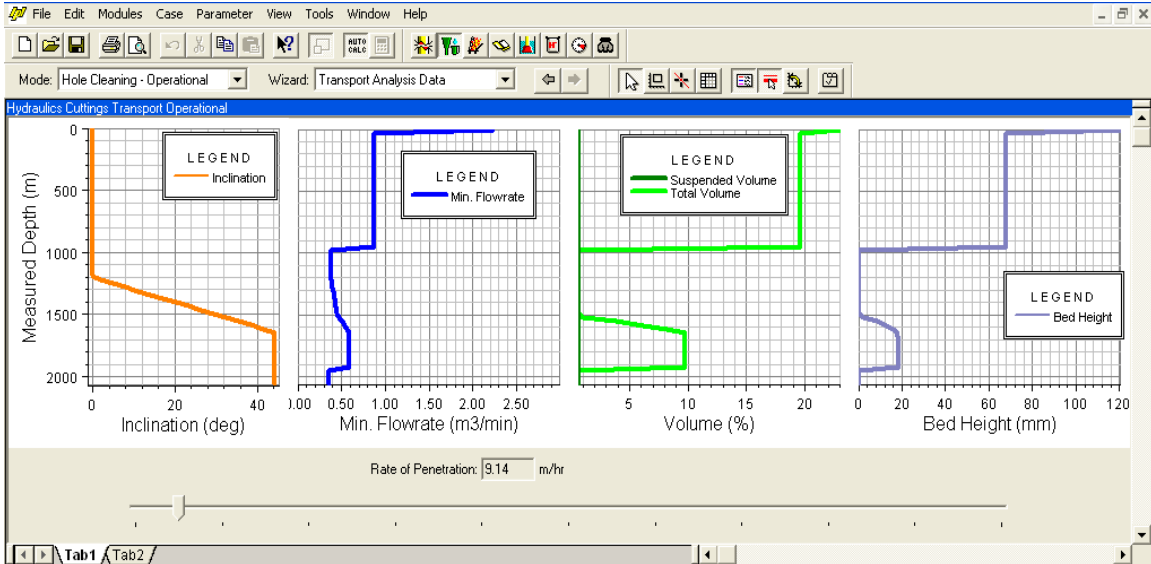 File Edit Modules Case Parameter View Tools Window Help
AUTO CALC
Mode: Hole Cleaning - Operational Wizard: Transport Analysis Data
Hydraulics Cuttings Transport Operational
Measured Depth (m)
0
500
1000
1500
2000
LEGEND
Inclination
0 20 40
Inclination (deg)
LEGEND
Min. Flowrate
).00 0.50 1.00 1.50 2.00 2.50
Min. Flowrate (m3/min)
LEGEND
Suspended Volume
Total Volume
5 10 15 20
Volume (%)
LEGEND
Bed Height
0 20 40 60 80 100 120
Bed Height (mm)
Rate of Penetration: 9.14 m/hr
Tab1 Tab2